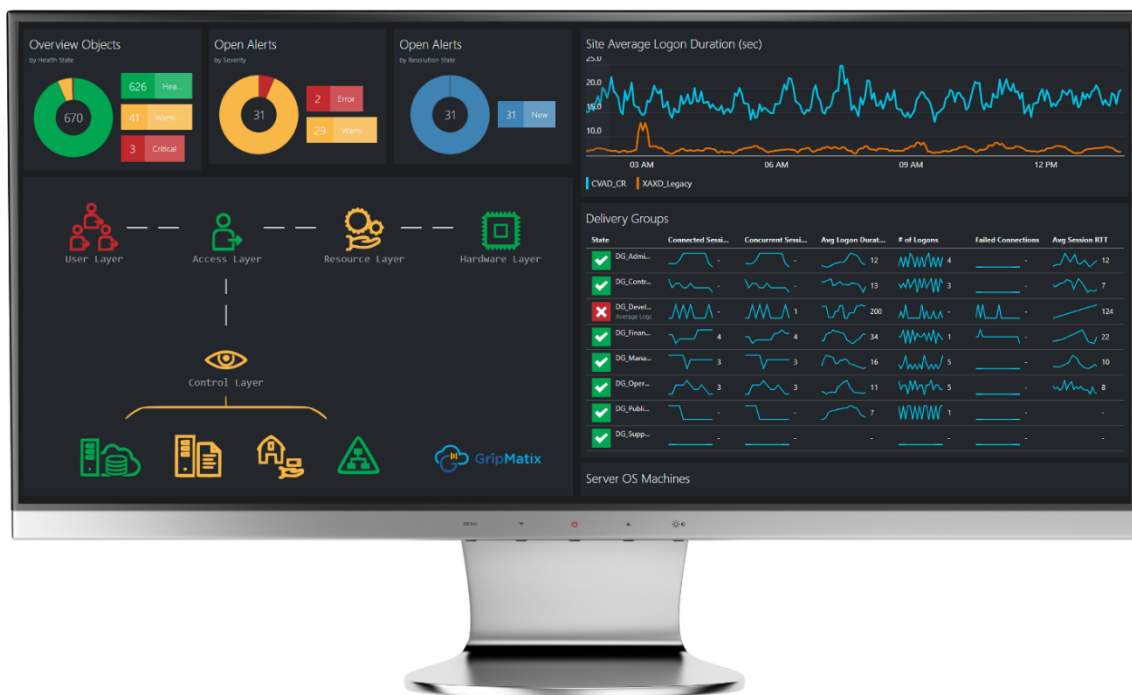 Overview Objects
by Health State
670
626 Hea...
41 Warni...
3 Critical
Open Alerts
by Severity
31
2 Error
29 Warni...
Open Alerts
by Resolution State
31
31 New
User Layer
Access Layer
Resource Layer
Hardware Layer
Control Layer
GripMatix
Site Average Logon Duration (sec)
25.0
20.0
15.0
10.0
03 AM 06 AM 09 AM 12 PM
CVAD_CR XAXD_Legacy
Delivery Groups
State Connected Sessi... Concurrent Sessi... Avg Logon Durat... # of Logons Failed Connections Avg Session RTT
DG_Admi... - - 12 4 - 12
DG_Contr... - - 13 3 - 7
DG_Devel... - 1 200 - - 124
Average Logo
DG_Finan... 4 4 34 1 - 22
DG_Mana... 3 3 16 5 - 10
DG_Oper... 3 3 11 5 - 8
DG_Publi... - - 7 1 - -
DG_Supp... - - - - - -
Server OS Machines
MENU